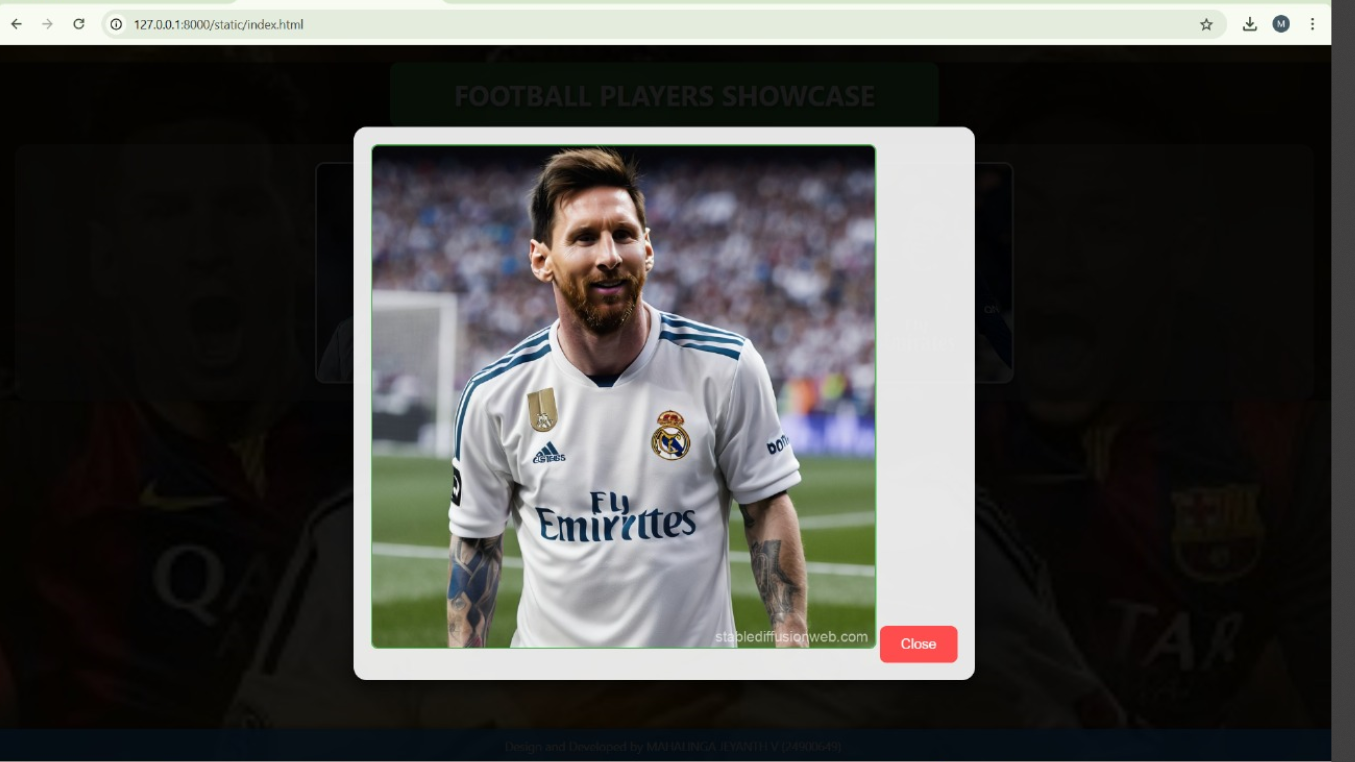 127.0.0.1:8000/static/index.html
M
FOOTBALL PLAYERS SHOWCASE
Fly
Emirittes
stablediffusionweb.com
Close
Design and Developed by MAHALINGA JEYANTH V (24900649)